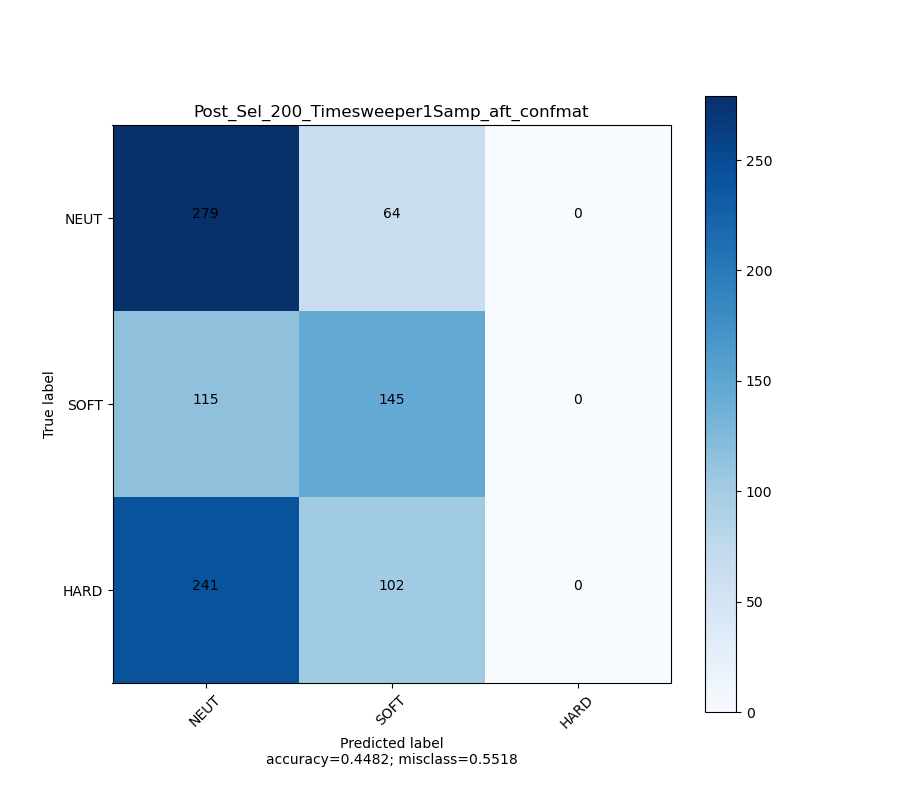 Post_Sel_200_Timesweeper1Samp_aft_confmat
True label
NEUT
279 64 0
SOFT
115 145 0
HARD
241 102 0
NEUT SOFT HARD
Predicted label
accuracy=0.4482; misclass=0.5518
250
200
150
100
50
0